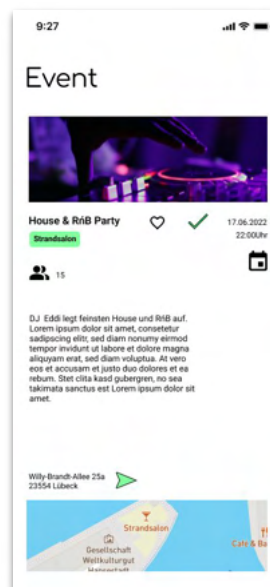 9:27
Event
House & RńB Party
17.06.2022
Strandsalon
22:00Uhr
15
DJ Eddi legt feinsten House und RńB auf.
Lorem ipsum dolor sit amet, consetetur
sadipscing elitr, sed diam nonumy eirmod
tempor invidunt ut labore et dolore magna
aliquyam erat, sed diam voluptua. At vero
eos et accusam et justo duo dolores et ea
rebum. Stet clita kasd gubergren, no sea
takimata sanctus est Lorem ipsum dolor sit
amet.
Willy-Brandt-Allee 25a
23554 Lübeck
Strandsalon
Cafe & Ba
Gesellschaft
Weltkulturgut
Hansestadt